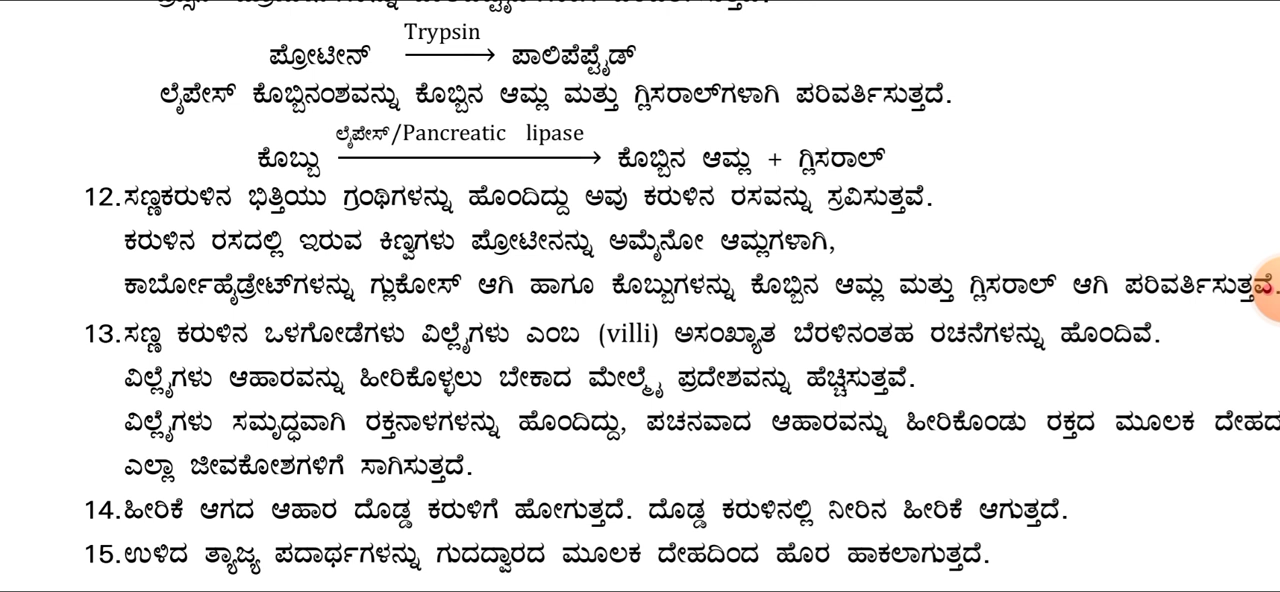 Trypsin
ಪ್ರೋಟೀನ್ ⟶ ಪಾಲಿಪೆಪ್ಟೈಡ್
ಲೈಪೇಸ್ ಕೊಬ್ಬಿನಂಶವನ್ನು ಕೊಬ್ಬಿನ ಆಮ್ಲ ಮತ್ತು ಗ್ಲಿಸರಾಲ್‌ಗಳಾಗಿ ಪರಿವರ್ತಿಸುತ್ತದೆ.
ಲೈಪೇಸ್/Pancreatic lipase
ಕೊಬ್ಬು ⟶ ಕೊಬ್ಬಿನ ಆಮ್ಲ + ಗ್ಲಿಸರಾಲ್
12.ಸಣ್ಣಕರುಳಿನ ಭಿತ್ತಿಯು ಗ್ರಂಥಿಗಳನ್ನು ಹೊಂದಿದ್ದು ಅವು ಕರುಳಿನ ರಸವನ್ನು ಸ್ರವಿಸುತ್ತವೆ.
ಕರುಳಿನ ರಸದಲ್ಲಿ ಇರುವ ಕಿಣ್ವಗಳು ಪ್ರೋಟೀನನ್ನು ಅಮೈನೋ ಆಮ್ಲಗಳಾಗಿ,
ಕಾರ್ಬೋಹೈಡ್ರೇಟ್‌ಗಳನ್ನು ಗ್ಲುಕೋಸ್ ಆಗಿ ಹಾಗೂ ಕೊಬ್ಬುಗಳನ್ನು ಕೊಬ್ಬಿನ ಆಮ್ಲ ಮತ್ತು ಗ್ಲಿಸರಾಲ್ ಆಗಿ ಪರಿವರ್ತಿಸುತ್ತವೆ.
13.ಸಣ್ಣ ಕರುಳಿನ ಒಳಗೋಡೆಗಳು ವಿಲ್ಲೈಗಳು ಎಂಬ (villi) ಅಸಂಖ್ಯಾತ ಬೆರಳಿನಂತಹ ರಚನೆಗಳನ್ನು ಹೊಂದಿವೆ.
ವಿಲ್ಲೈಗಳು ಆಹಾರವನ್ನು ಹೀರಿಕೊಳ್ಳಲು ಬೇಕಾದ ಮೇಲ್ಮೈ ಪ್ರದೇಶವನ್ನು ಹೆಚ್ಚಿಸುತ್ತವೆ.
ವಿಲ್ಲೈಗಳು ಸಮೃದ್ಧವಾಗಿ ರಕ್ತನಾಳಗಳನ್ನು ಹೊಂದಿದ್ದು, ಪಚನವಾದ ಆಹಾರವನ್ನು ಹೀರಿಕೊಂಡು ರಕ್ತದ ಮೂಲಕ ದೇಹದ
ಎಲ್ಲಾ ಜೀವಕೋಶಗಳಿಗೆ ಸಾಗಿಸುತ್ತದೆ.
14.ಹೀರಿಕೆ ಆಗದ ಆಹಾರ ದೊಡ್ಡ ಕರುಳಿಗೆ ಹೋಗುತ್ತದೆ. ದೊಡ್ಡ ಕರುಳಿನಲ್ಲಿ ನೀರಿನ ಹೀರಿಕೆ ಆಗುತ್ತದೆ.
15.ಉಳಿದ ತ್ಯಾಜ್ಯ ಪದಾರ್ಥಗಳನ್ನು ಗುದದ್ವಾರದ ಮೂಲಕ ದೇಹದಿಂದ ಹೊರ ಹಾಕಲಾಗುತ್ತದೆ.